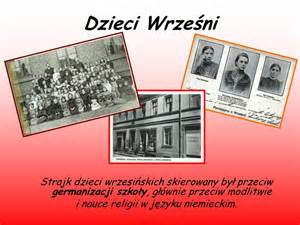 Dzieci Wrześni
Strajk dzieci wrzesińskich skierowany był przeciw
germanizacji szkoły, głównie przeciw modlitwie
i nauce religii w języku niemieckim.